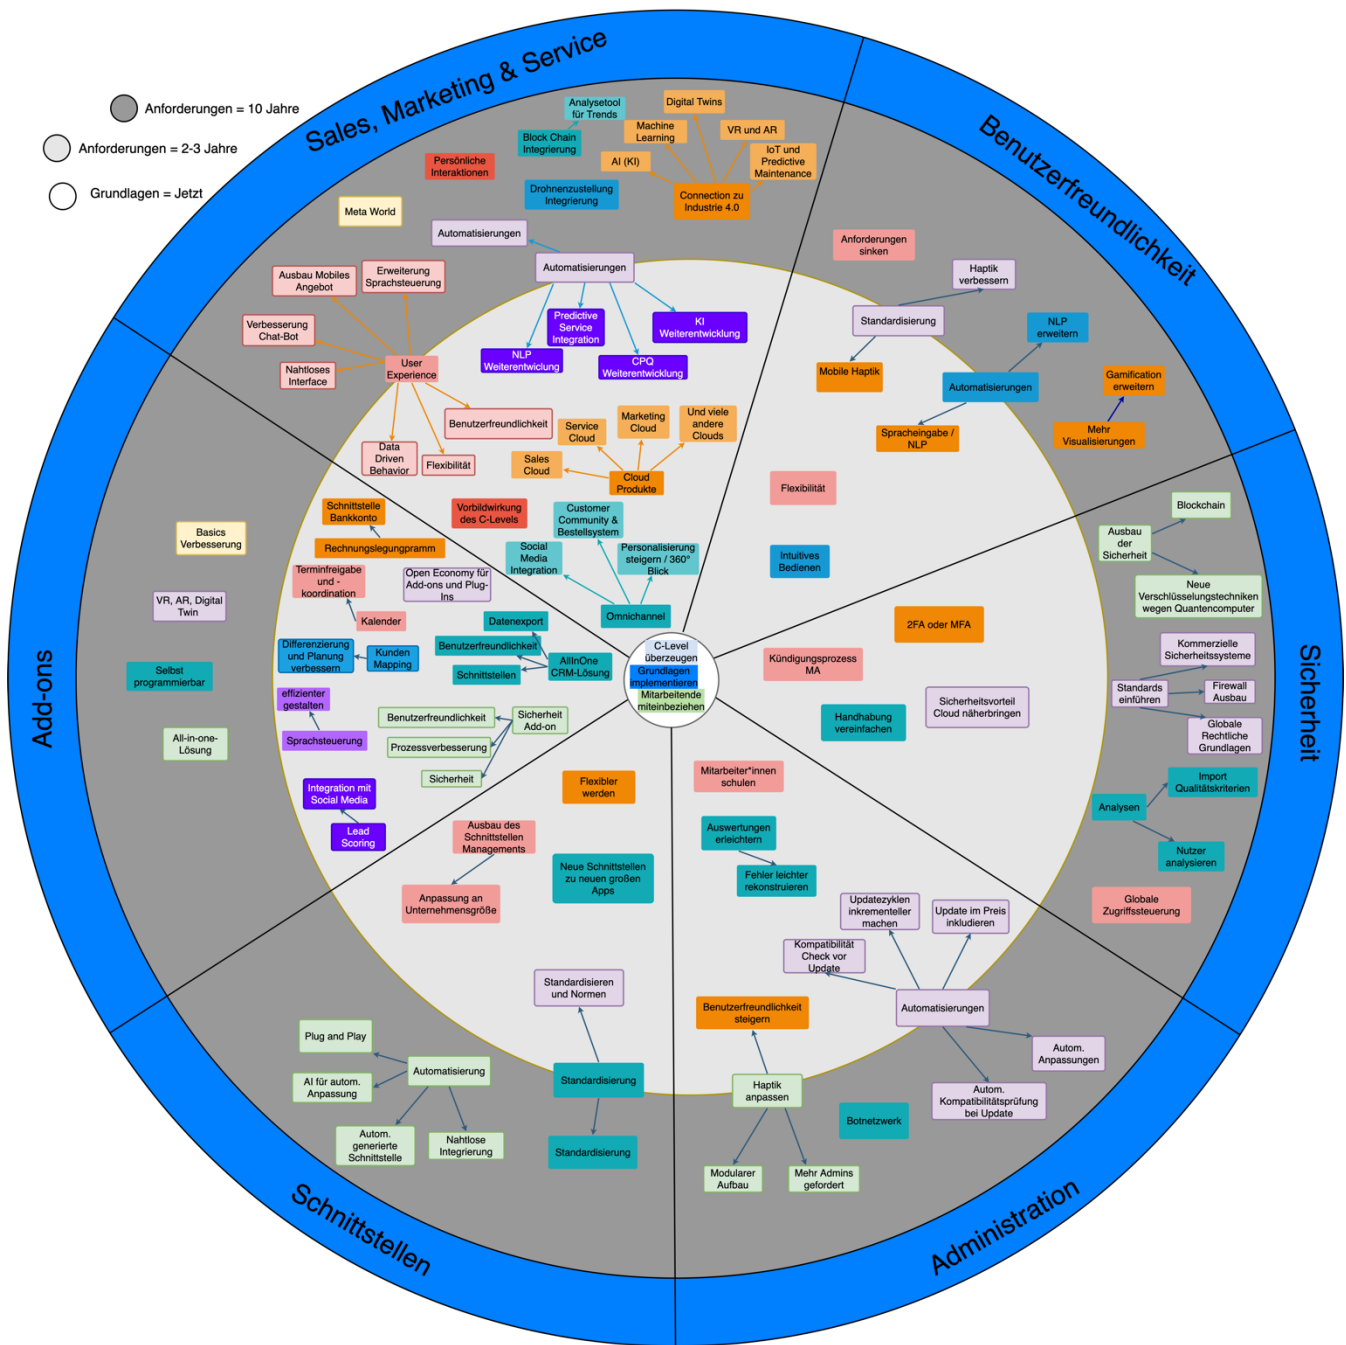 Sales, Marketing & Service
Benutzerfreundlichkeit
Sicherheit
Administration
Schnittstellen
Add-ons
Anforderungen = 10 Jahre
Anforderungen = 2-3 Jahre
Grundlagen = Jetzt
Analysetool
für Trends
Block Chain
Integrierung
Digital Twins
Machine
Learning
VR und AR
AI (KI)
IoT und
Predictive
Maintenance
Connection zu
Industrie 4.0
Persönliche
Interaktionen
Drohnenzustellung
Integrierung
Meta World
Automatisierungen
Automatisierungen
Ausbau Mobiles
Angebot
Erweiterung
Sprachsteuerung
Verbesserung
Chat-Bot
Nahtloses
Interface
User
Experience
Predictive
Service
Integration
KI
Weiterentwicklung
NLP
Weiterentwiclung
CPQ
Weiterentwicklung
Benutzerfreundlichkeit
Data
Driven
Behavior
Flexibilität
Service
Cloud
Marketing
Cloud
Und viele
andere
Clouds
Sales
Cloud
Cloud
Produkte
Vorbildwirkung
des C-Levels
Customer
Community &
Bestellsystem
Social
Media
Integration
Personalisierung
steigern / 360°
Blick
Omnichannel
Anforderungen
sinken
Haptik
verbessern
Standardisierung
NLP
erweitern
Mobile Haptik
Automatisierungen
Gamification
erweitern
Spracheingabe /
NLP
Mehr
Visualisierungen
Flexibilität
Intuitives
Bedienen
Blockchain
Ausbau
der
Sicherheit
Neue
Verschlüsselungstechniken
wegen Quantencomputer
2FA oder MFA
Kommerzielle
Sicherheitssysteme
Kündigungsprozess
MA
Standards
einführen
Firewall
Ausbau
Sicherheitsvorteil
Cloud näherbringen
Handhabung
vereinfachen
Globale
Rechtliche
Grundlagen
Import
Qualitätskriterien
Analysen
Nutzer
analysieren
Globale
Zugriffssteuerung
C-Level
überzeugen
Grundlagen
implementieren
Mitarbeitende
miteinbeziehen
Schnittstelle
Bankkonto
Rechnungslegungpramm
Basics
Verbesserung
Terminfreigabe
und -
koordination
Open Economy für
Add-ons und Plug-
Ins
VR, AR, Digital
Twin
Kalender
Datenexport
Differenzierung
und Planung
verbessern
Kunden
Mapping
Benutzerfreundlichkeit
AllInOne
CRM-Lösung
Schnittstellen
Selbst
programmierbar
effizienter
gestalten
Sprachsteuerung
Benutzerfreundlichkeit
Sicherheit
Add-on
Prozessverbesserung
Sicherheit
All-in-one-
Lösung
Integration mit
Social Media
Lead
Scoring
Flexibler
werden
Ausbau des
Schnittstellen
Managements
Anpassung an
Unternehmensgröße
Neue Schnittstellen
zu neuen großen
Apps
Standardisieren
und Normen
Plug and Play
Automatisierung
AI für autom.
Anpassung
Standardisierung
Autom.
generierte
Schnittstelle
Nahtlose
Integrierung
Standardisierung
Mitarbeiter*innen
schulen
Auswertungen
erleichtern
Fehler leichter
rekonstruieren
Updatezyklen
inkrementeller
machen
Update im Preis
inkludieren
Kompatibilität
Check vor
Update
Benutzerfreundlichkeit
steigern
Automatisierungen
Autom.
Anpassungen
Haptik
anpassen
Autom.
Kompatibilitätsprüfung
bei Update
Botnetzwerk
Modularer
Aufbau
Mehr Admins
gefordert